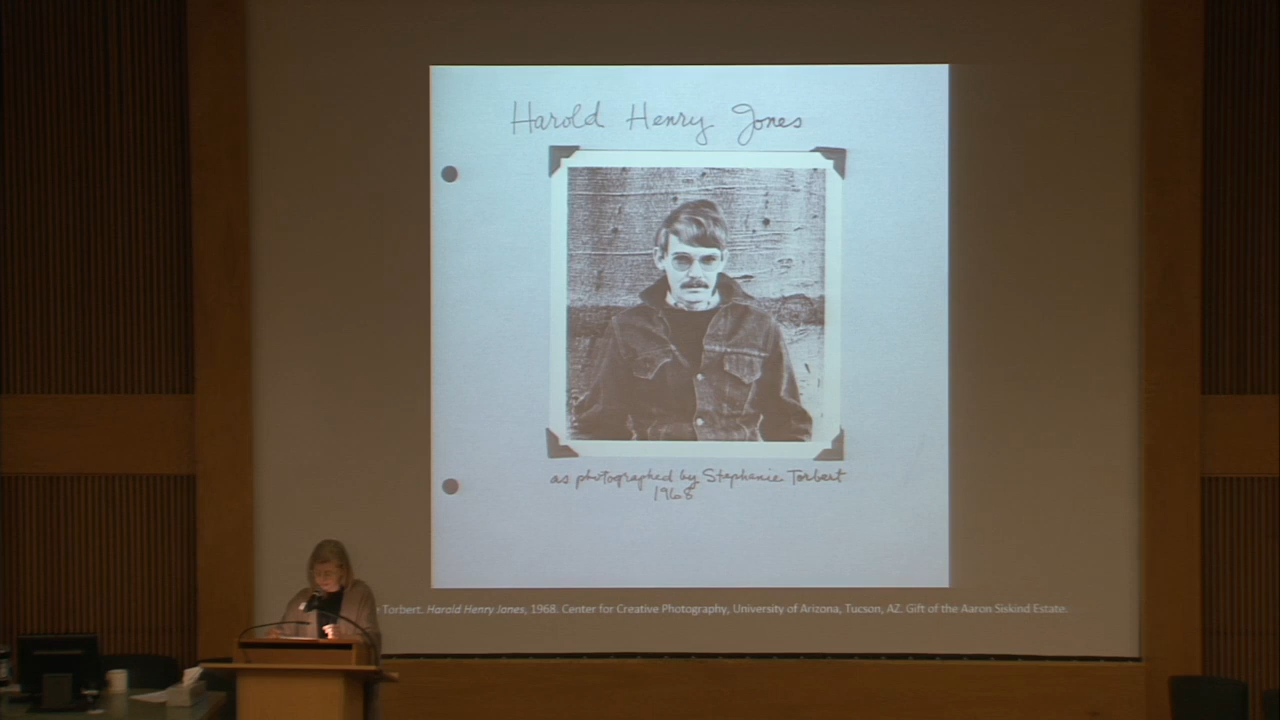 Harold Henry Jones
as photographed by Stephanie Torbert
1968
Torbert. Harold Henry Jones, 1968. Center for Creative Photography, University of Arizona, Tucson, AZ. Gift of the Aaron Siskind Estate.